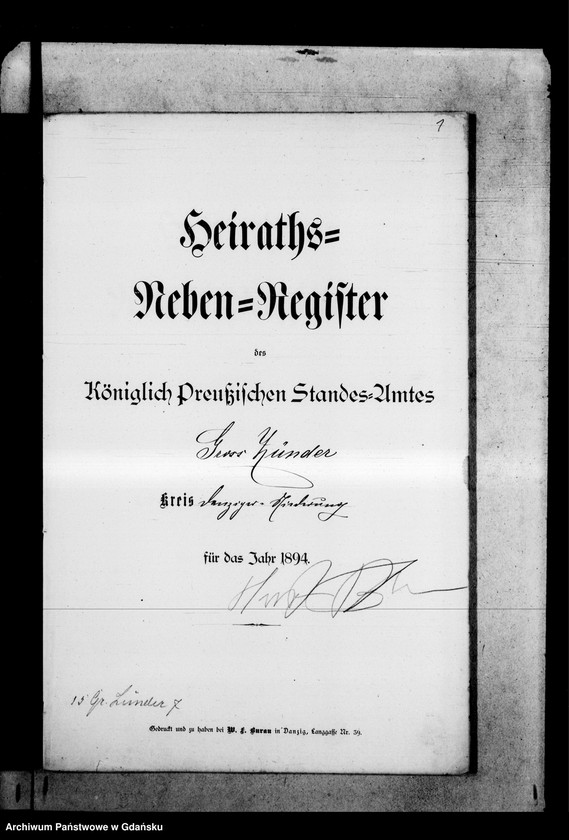 1
Heiraths-
Neben-Register
des
Königlich Preußischen Standes-Amtes
Gross Zünder
Kreis Danziger-Niederung
für das Jahr 1894.
15 Gr. Zünder 7
Gedruckt und zu haben bei W. F. Burau in Danzig, Langgasse Nr. 39.
Archiwum Państwowe w Gdańsku